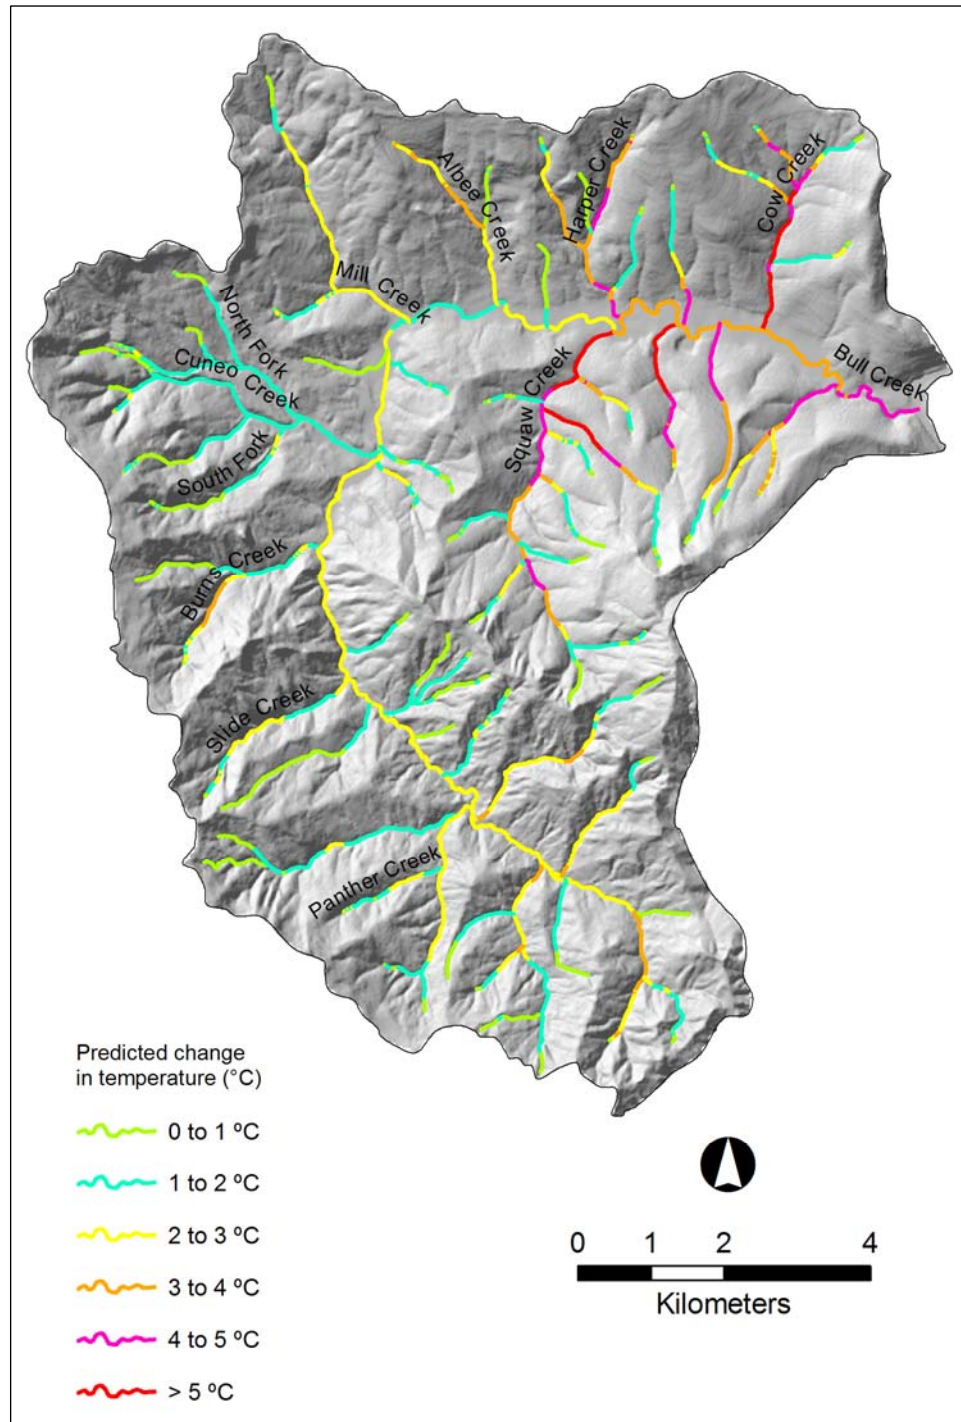 Harper Creek
Cow Creek
Albee Creek
Mill Creek
North Fork
Cuneo Creek
Bull Creek
Squaw Creek
South Fork
Burns Creek
Slide Creek
Panther Creek
Predicted change
in temperature (°C)
0 to 1 ºC
1 to 2 ºC
2 to 3 ºC
3 to 4 ºC
4 to 5 ºC
> 5 ºC
0 1 2 4
Kilometers